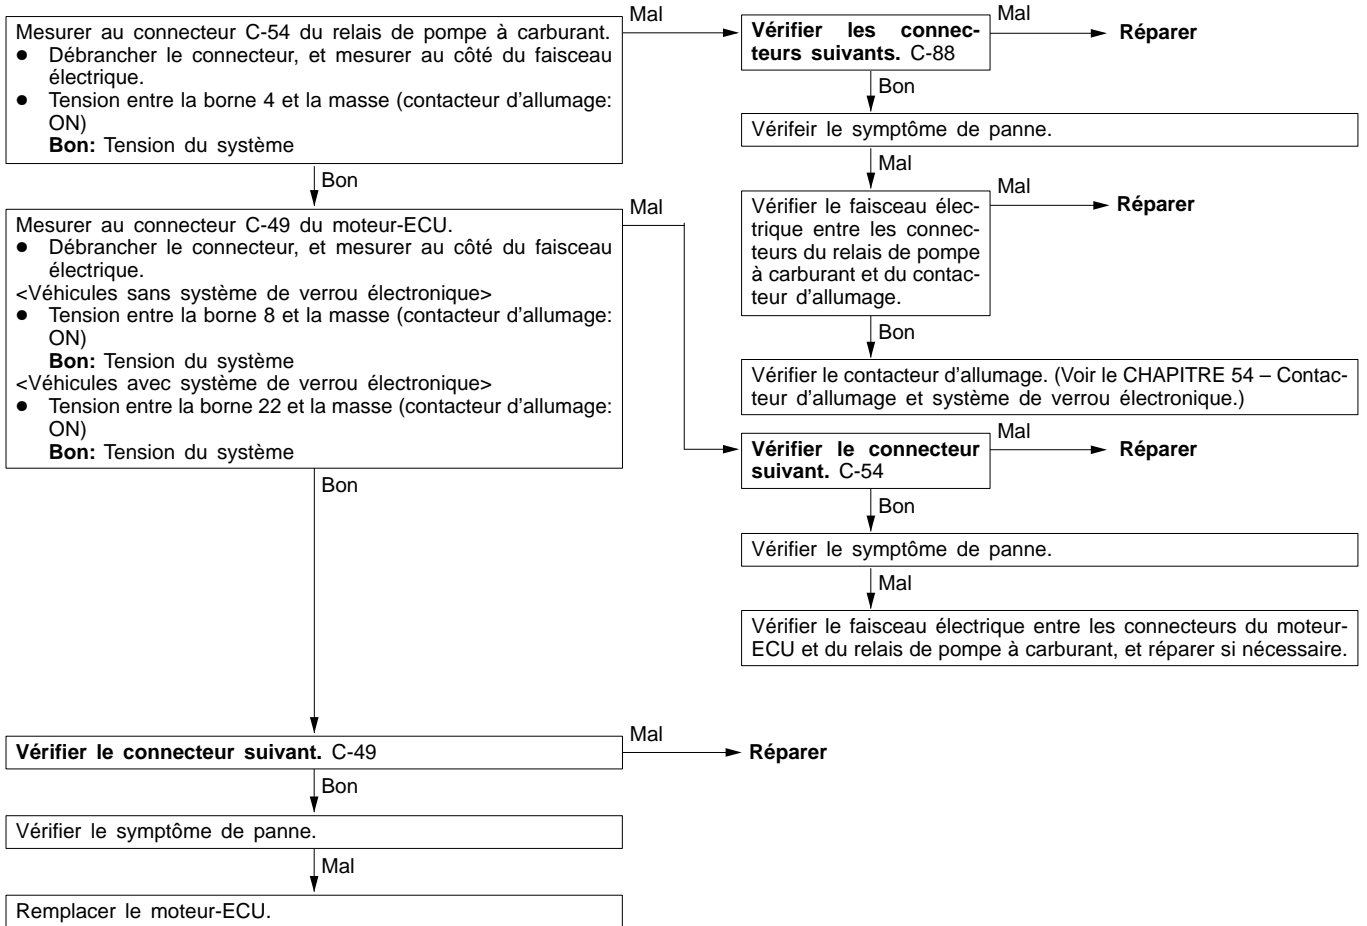 Mesurer au connecteur C-54 du relais de pompe à carburant.
● Débrancher le connecteur, et mesurer au côté du faisceau
électrique.
● Tension entre la borne 4 et la masse (contacteur d'allumage:
ON)
Bon: Tension du système
Mal
Vérifier les connec-
teurs suivants. C-88
Mal
Réparer
Bon
Vérifeir le symptôme de panne.
Mal
Vérifier le faisceau élec-
trique entre les connec-
teurs du relais de pompe
à carburant et du contac-
teur d'allumage.
Mal
Réparer
Bon
Vérifier le contacteur d'allumage. (Voir le CHAPITRE 54 – Contac-
teur d'allumage et système de verrou électronique.)
Bon
Mesurer au connecteur C-49 du moteur-ECU.
● Débrancher le connecteur, et mesurer au côté du faisceau
électrique.
<Véhicules sans système de verrou électronique>
● Tension entre la borne 8 et la masse (contacteur d'allumage:
ON)
Bon: Tension du système
<Véhicules avec système de verrou électronique>
● Tension entre la borne 22 et la masse (contacteur d'allumage:
ON)
Bon: Tension du système
Mal
Vérifier le connecteur
suivant. C-54
Mal
Réparer
Bon
Vérifier le symptôme de panne.
Mal
Vérifier le faisceau électrique entre les connecteurs du moteur-
ECU et du relais de pompe à carburant, et réparer si nécessaire.
Bon
Vérifier le connecteur suivant. C-49
Mal
Réparer
Bon
Vérifier le symptôme de panne.
Mal
Remplacer le moteur-ECU.